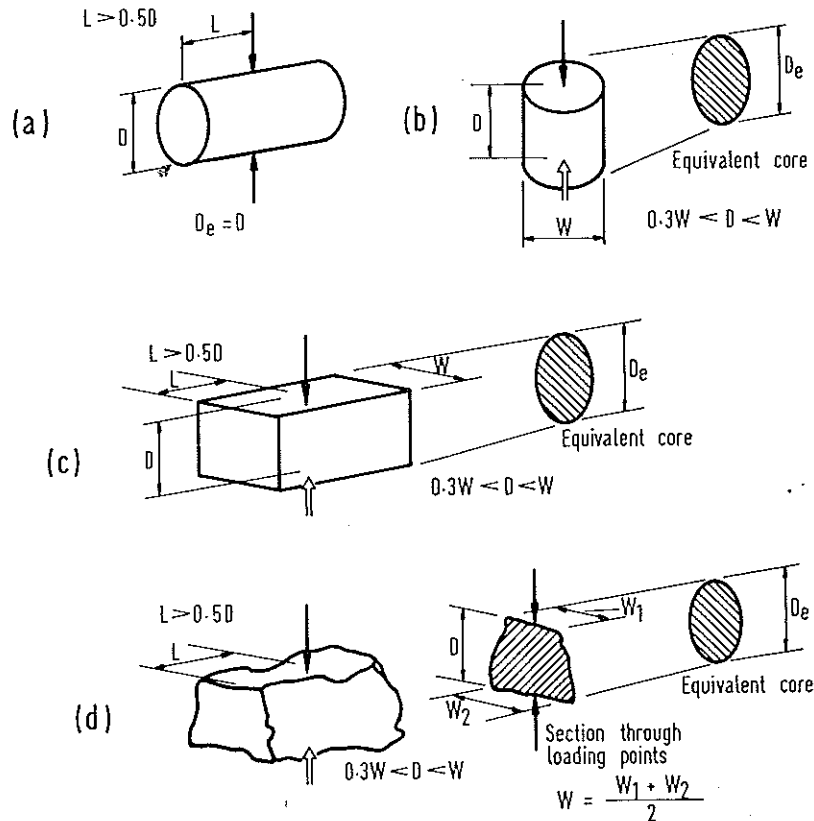 L > 0·5D
L
(a)
D
Dₑ = D
(b)
D
W
Dₑ
Equivalent core
0·3W < D < W
L > 0·5D
L
W
(c)
D
Dₑ
Equivalent core
0·3W < D < W
L > 0·5D
L
(d)
0·3W < D < W
D
W₁
W₂
Dₑ
Equivalent core
Section through
loading points
W = (W₁ + W₂) / 2